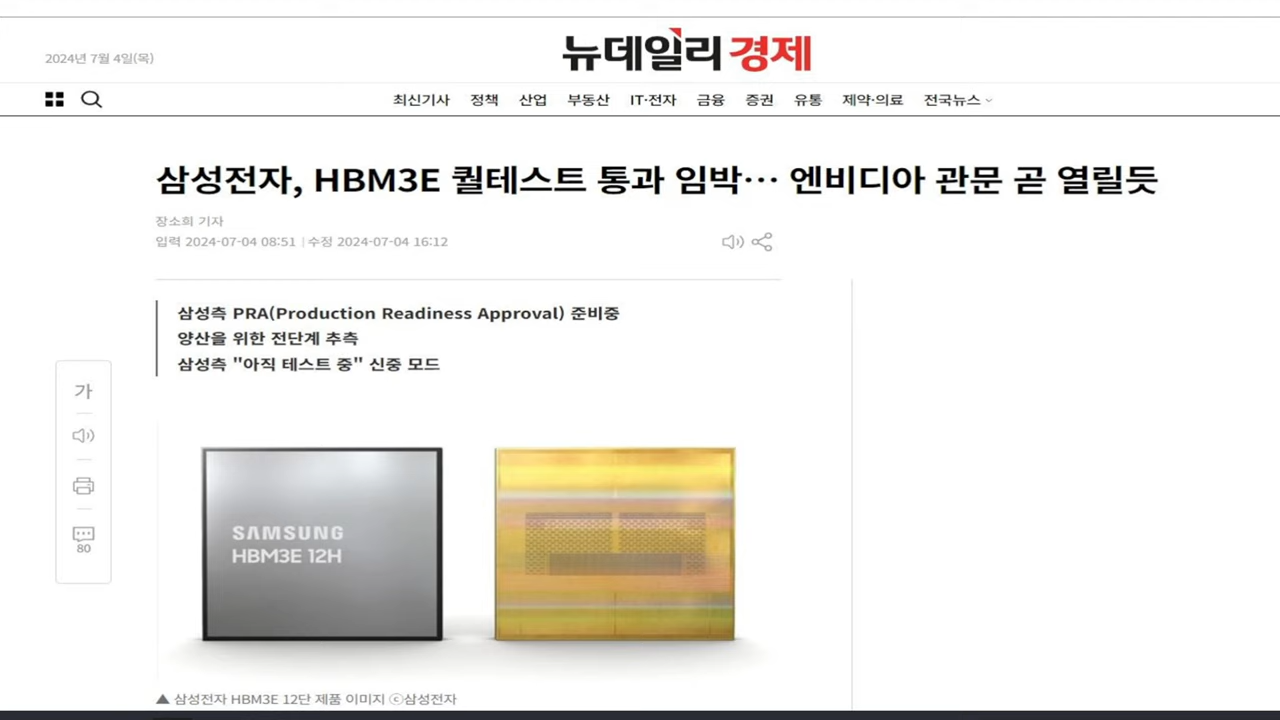 2024년 7월 4일(목)
뉴데일리 경제
최신기사 정책 산업 부동산 IT·전자 금융 증권 유통 제약·의료 전국뉴스
삼성전자, HBM3E 퀄테스트 통과 임박… 엔비디아 관문 곧 열릴듯
장소희 기자
입력 2024-07-04 08:51 | 수정 2024-07-04 16:12
삼성측 PRA(Production Readiness Approval) 준비중
양산을 위한 전단계 추측
삼성측 "아직 테스트 중" 신중 모드
가
80
SAMSUNG
HBM3E 12H
▲ 삼성전자 HBM3E 12단 제품 이미지 ⓒ삼성전자